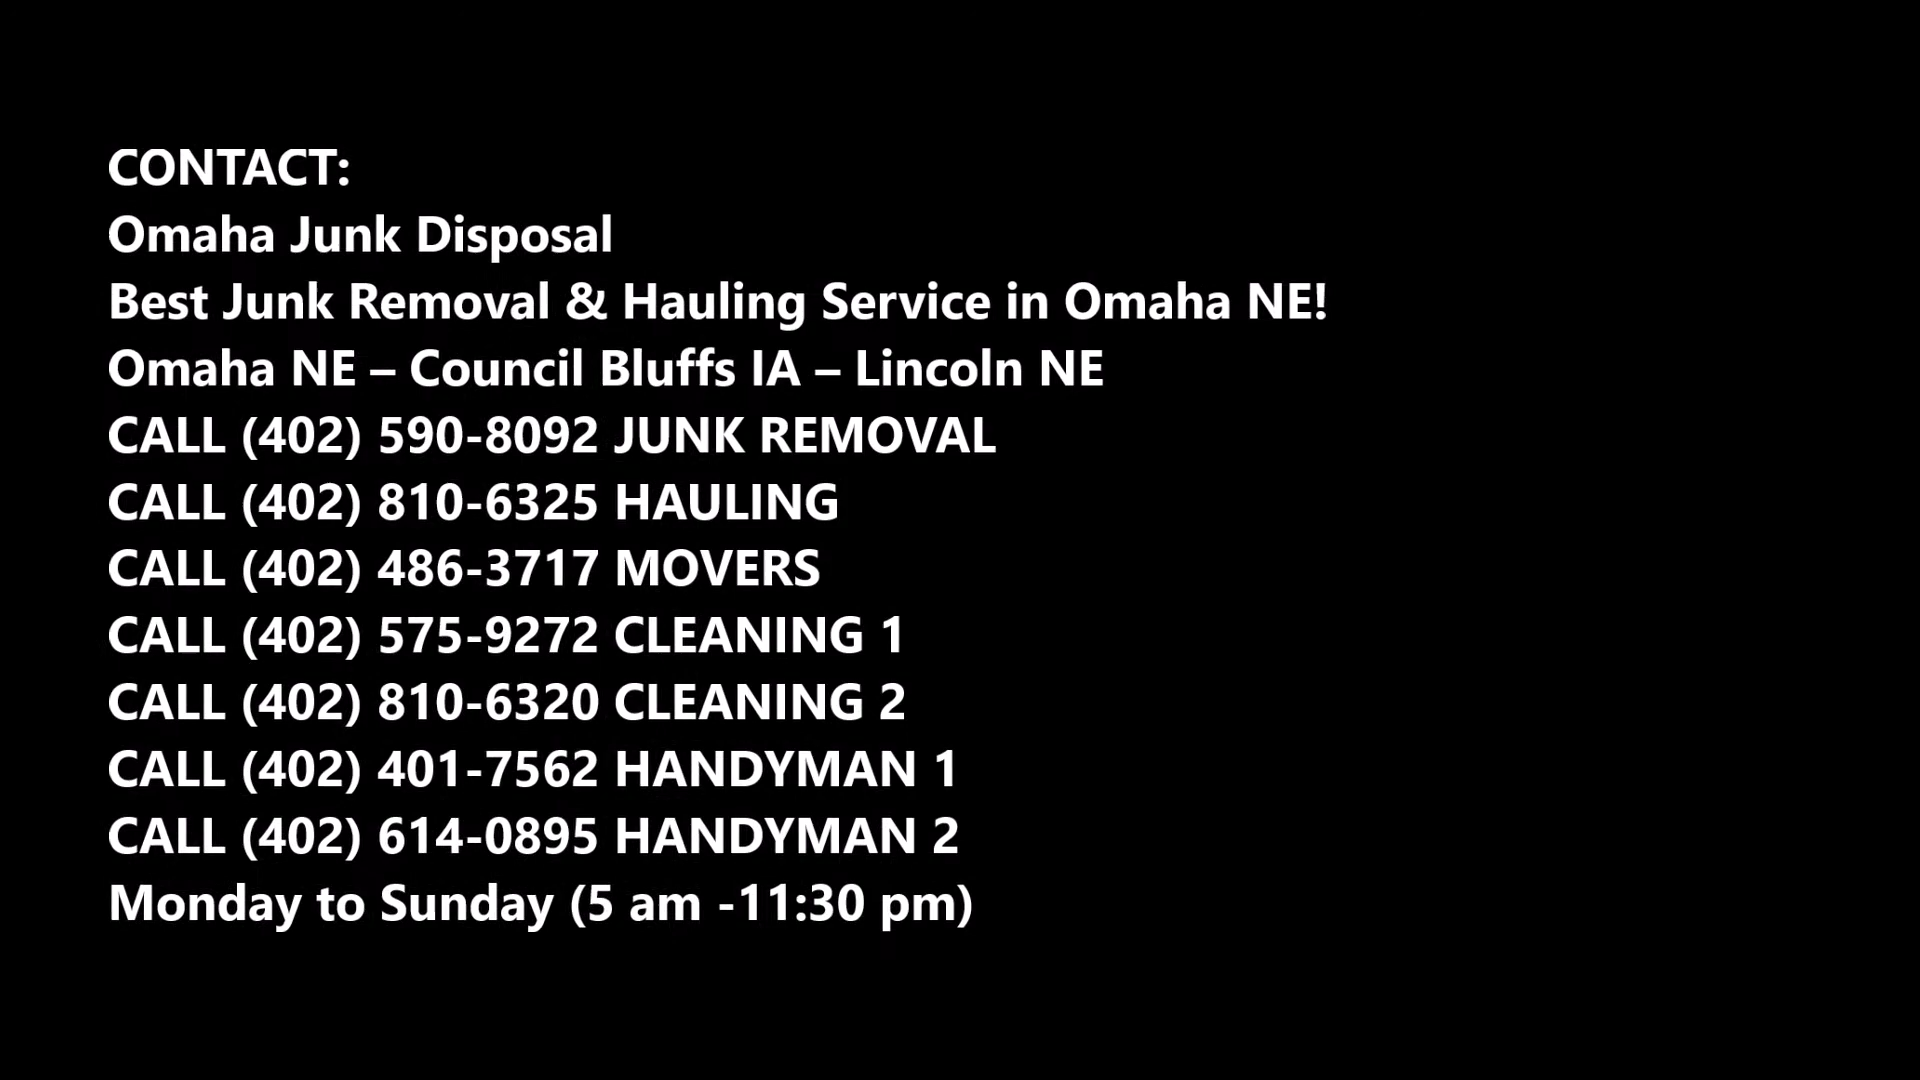 CONTACT:
Omaha Junk Disposal
Best Junk Removal & Hauling Service in Omaha NE!
Omaha NE – Council Bluffs IA – Lincoln NE
CALL (402) 590-8092 JUNK REMOVAL
CALL (402) 810-6325 HAULING
CALL (402) 486-3717 MOVERS
CALL (402) 575-9272 CLEANING 1
CALL (402) 810-6320 CLEANING 2
CALL (402) 401-7562 HANDYMAN 1
CALL (402) 614-0895 HANDYMAN 2
Monday to Sunday (5 am -11:30 pm)